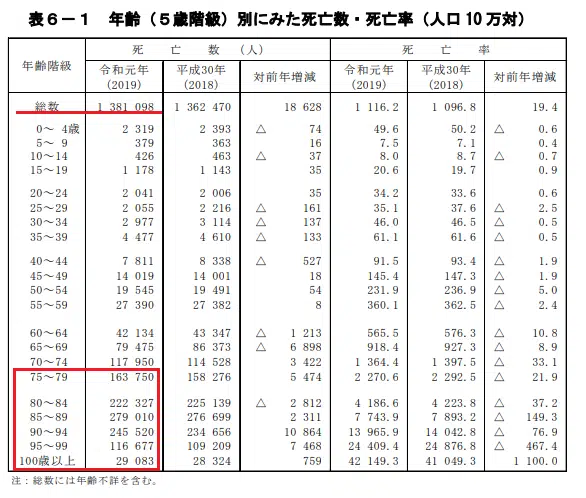 表6－1　年齢（5歳階級）別にみた死亡数・死亡率（人口10万対）
年齢階級 死亡数（人） 死亡率
令和元年 平成30年 対前年増減 令和元年 平成30年 対前年増減
(2019) (2018) (2019) (2018)
総数 1 381 098 1 362 470 18 628 1 116.2 1 096.8 19.4
0～ 4歳 2 319 2 393 △ 74 49.6 50.2 △ 0.6
5～ 9 379 363 16 7.5 7.1 0.4
10～14 426 463 △ 37 8.0 8.7 △ 0.7
15～19 1 178 1 143 35 20.6 19.7 0.9
20～24 2 041 2 006 35 34.2 33.6 0.6
25～29 2 055 2 216 △ 161 35.1 37.6 △ 2.5
30～34 2 977 3 114 △ 137 46.0 46.5 △ 0.5
35～39 4 477 4 610 △ 133 61.1 61.6 △ 0.5
40～44 7 811 8 338 △ 527 91.5 93.4 △ 1.9
45～49 14 019 14 001 18 145.4 147.3 △ 1.9
50～54 19 545 19 491 54 231.9 236.9 △ 5.0
55～59 27 390 27 382 8 360.1 362.5 △ 2.4
60～64 42 134 43 347 △ 1 213 565.5 576.3 △ 10.8
65～69 79 475 86 373 △ 6 898 918.4 927.3 △ 8.9
70～74 117 950 114 528 3 422 1 364.4 1 397.5 △ 33.1
75～79 163 750 158 276 5 474 2 270.6 2 292.5 △ 21.9
80～84 222 327 225 139 △ 2 812 4 186.6 4 223.8 △ 37.2
85～89 279 010 276 699 2 311 7 743.9 7 893.2 △ 149.3
90～94 245 520 234 656 10 864 13 965.9 14 042.8 △ 76.9
95～99 116 677 109 209 7 468 24 409.4 24 876.8 △ 467.4
100歳以上 29 083 28 324 759 42 149.3 41 049.3 1 100.0
注：総数には年齢不詳を含む。